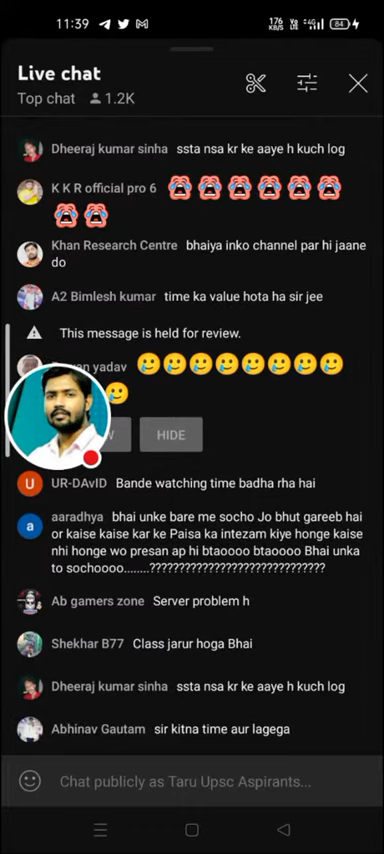 11:39 176 KB/S Vo LTE 4G 84
Live chat
Top chat 1.2K
Dheeraj kumar sinha ssta nsa kr ke aaye h kuch log
K K R official pro 6 😭😭😭😭😭😭
😭😭
Khan Research Centre bhaiya inko channel par hi jaane
do
A2 Bimlesh kumar time ka value hota ha sir jee
This message is held for review.
yadav 🥲🥲🥲🥲🥲🥲🥲🥲
🥲
HIDE
U UR-DAvID Bande watching time badha rha hai
a aaradhya bhai unke bare me socho Jo bhut gareeb hai
or kaise kaise kar ke Paisa ka intezam kiye honge kaise
nhi honge wo presan ap hi btaoooo btaoooo Bhai unka
to sochoooo........??????????????????????????????
Ab gamers zone Server problem h
Shekhar B77 Class jarur hoga Bhai
Dheeraj kumar sinha ssta nsa kr ke aaye h kuch log
Abhinav Gautam sir kitna time aur lagega
Chat publicly as Taru Upsc Aspirants...